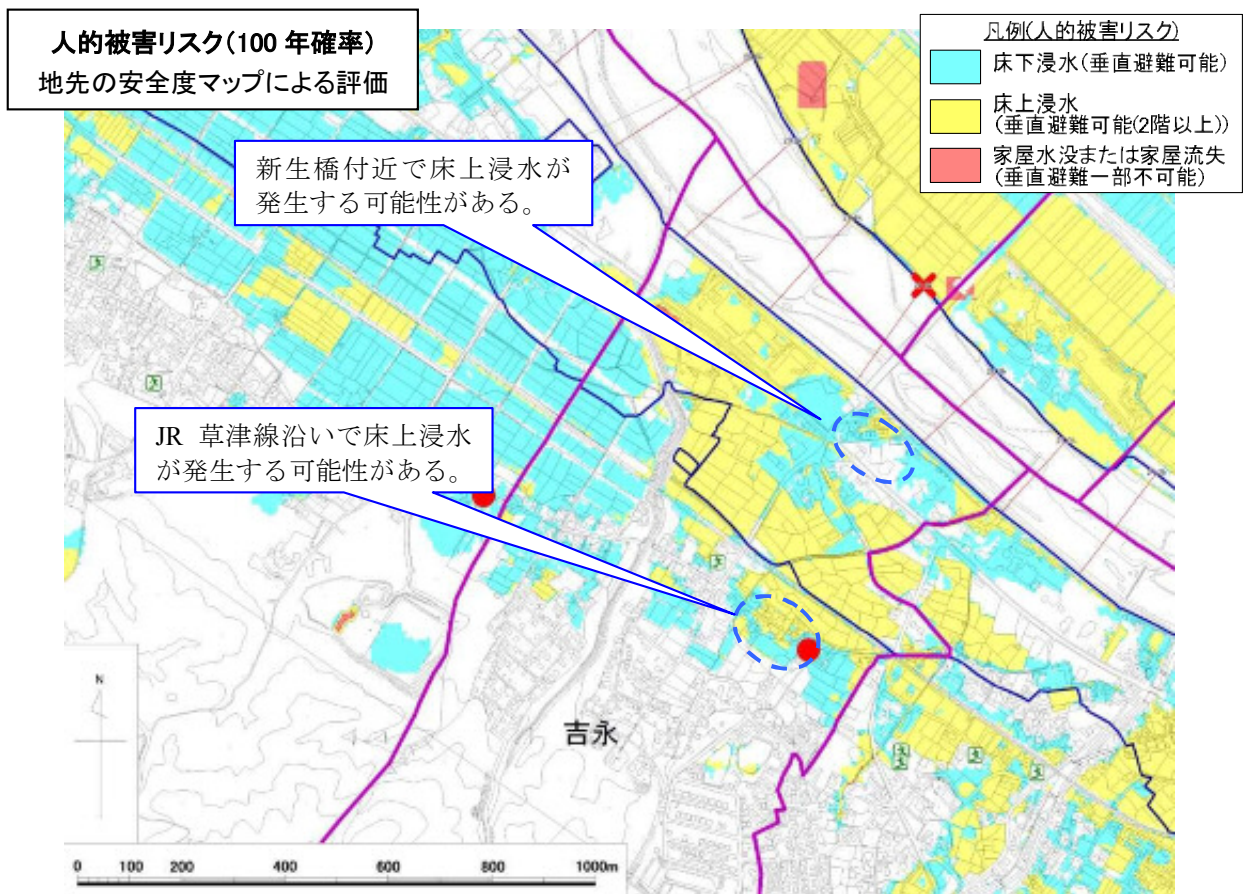 人的被害リスク(100 年確率)
地先の安全度マップによる評価
凡例(人的被害リスク)
床下浸水(垂直避難可能)
床上浸水
(垂直避難可能(2階以上))
家屋水没または家屋流失
(垂直避難一部不可能)
新生橋付近で床上浸水が
発生する可能性がある。
JR 草津線沿いで床上浸水
が発生する可能性がある。
吉永
N
0 100 200 400 600 800 1000m